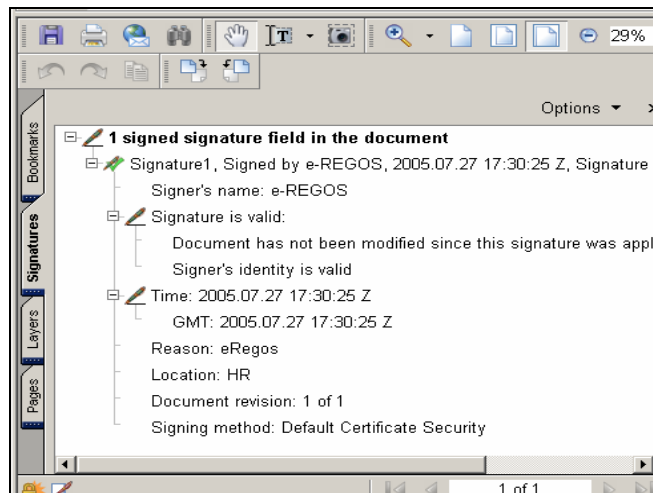 29%
Options
Bookmarks
1 signed signature field in the document
Signature1, Signed by e-REGOS, 2005.07.27 17:30:25 Z, Signature
Signer's name: e-REGOS
Signatures
Signature is valid:
Document has not been modified since this signature was appl
Signer's identity is valid
Layers
Time: 2005.07.27 17:30:25 Z
GMT: 2005.07.27 17:30:25 Z
Reason: eRegos
Pages
Location: HR
Document revision: 1 of 1
Signing method: Default Certificate Security
1 of 1